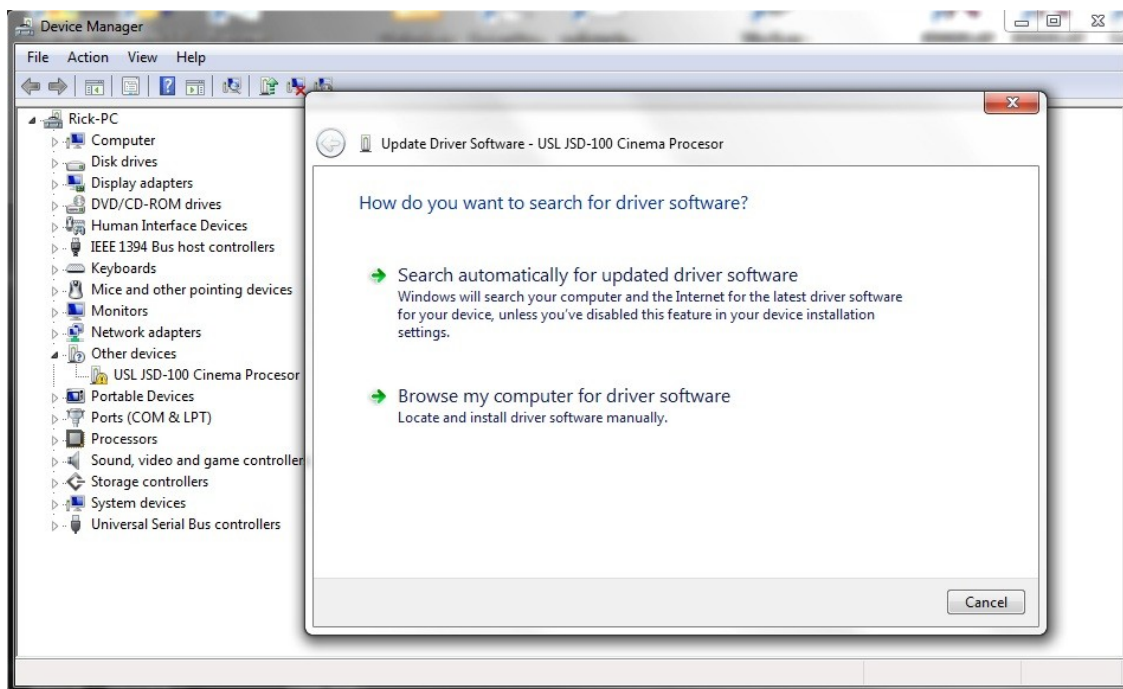 Device Manager
File Action View Help
Rick-PC
Computer
Disk drives
Display adapters
DVD/CD-ROM drives
Human Interface Devices
IEEE 1394 Bus host controllers
Keyboards
Mice and other pointing devices
Monitors
Network adapters
Other devices
USL JSD-100 Cinema Procesor
Portable Devices
Ports (COM & LPT)
Processors
Sound, video and game controller
Storage controllers
System devices
Universal Serial Bus controllers
Update Driver Software - USL JSD-100 Cinema Procesor
How do you want to search for driver software?
Search automatically for updated driver software
Windows will search your computer and the Internet for the latest driver software
for your device, unless you've disabled this feature in your device installation
settings.
Browse my computer for driver software
Locate and install driver software manually.
Cancel